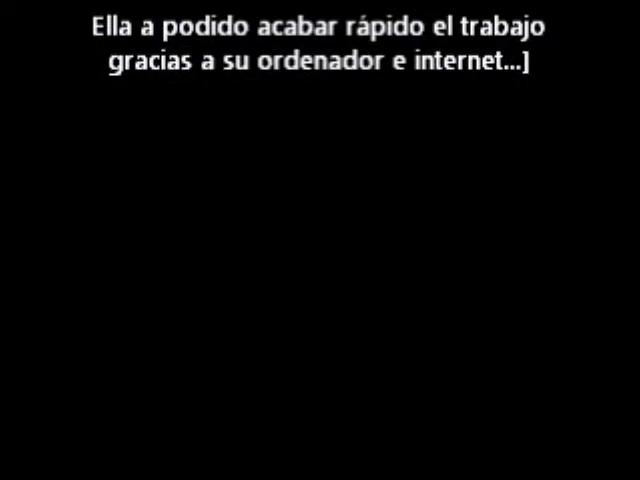 Ella a podido acabar rápido el trabajo
gracias a su ordenador e internet...]